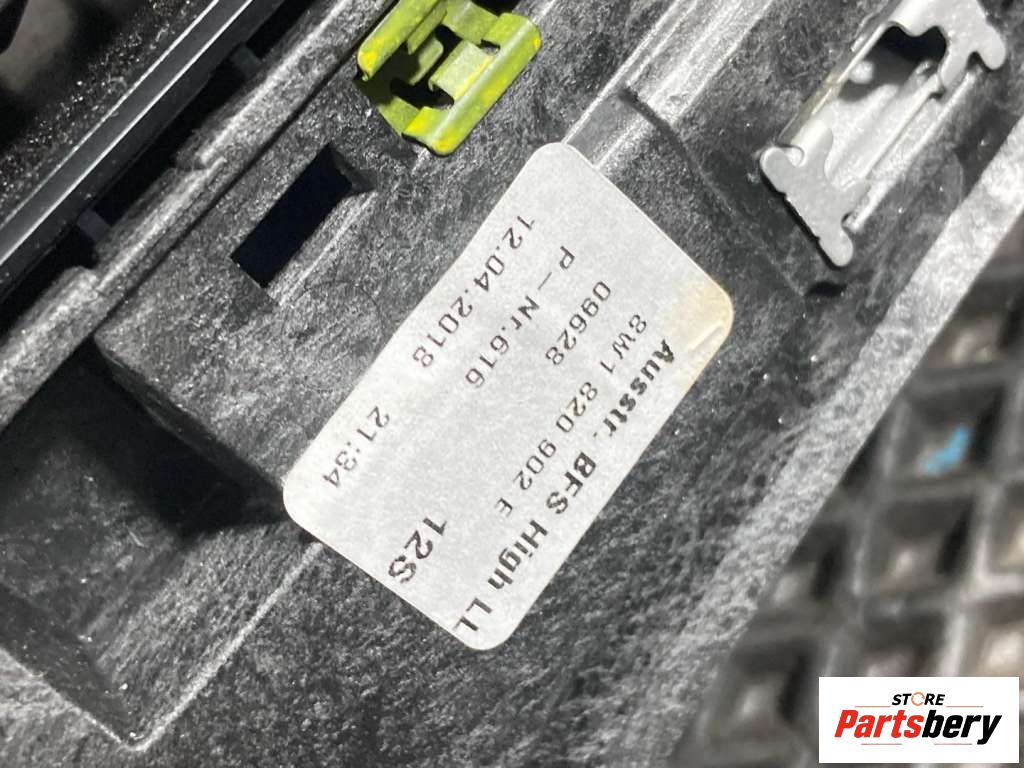 Ausstr. BFS High LL
8W1 820 902 E
09628
P-Nr.616
12.04.2018 21:34
12S
STORE
Partsbery